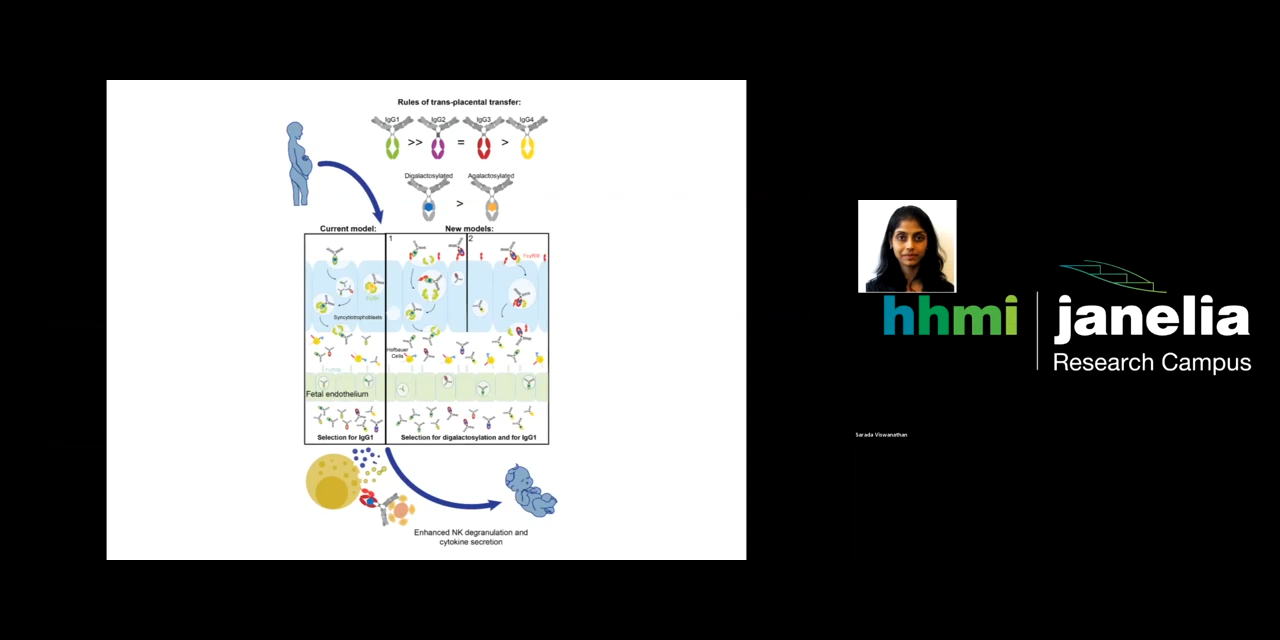 Rules of trans-placental transfer:
IgG1 IgG2 IgG3 IgG4
>> = >
Digalactosylated Agalactosylated
>
Current model: New models:
1 2
Syncytiotrophoblasts
Hofbauer
Cells
Fetal endothelium
Selection for IgG1 Selection for digalactosylation and for IgG1
Enhanced NK degranulation and
cytokine secretion
hhmi janelia
Research Campus
Sarada Viswanathan